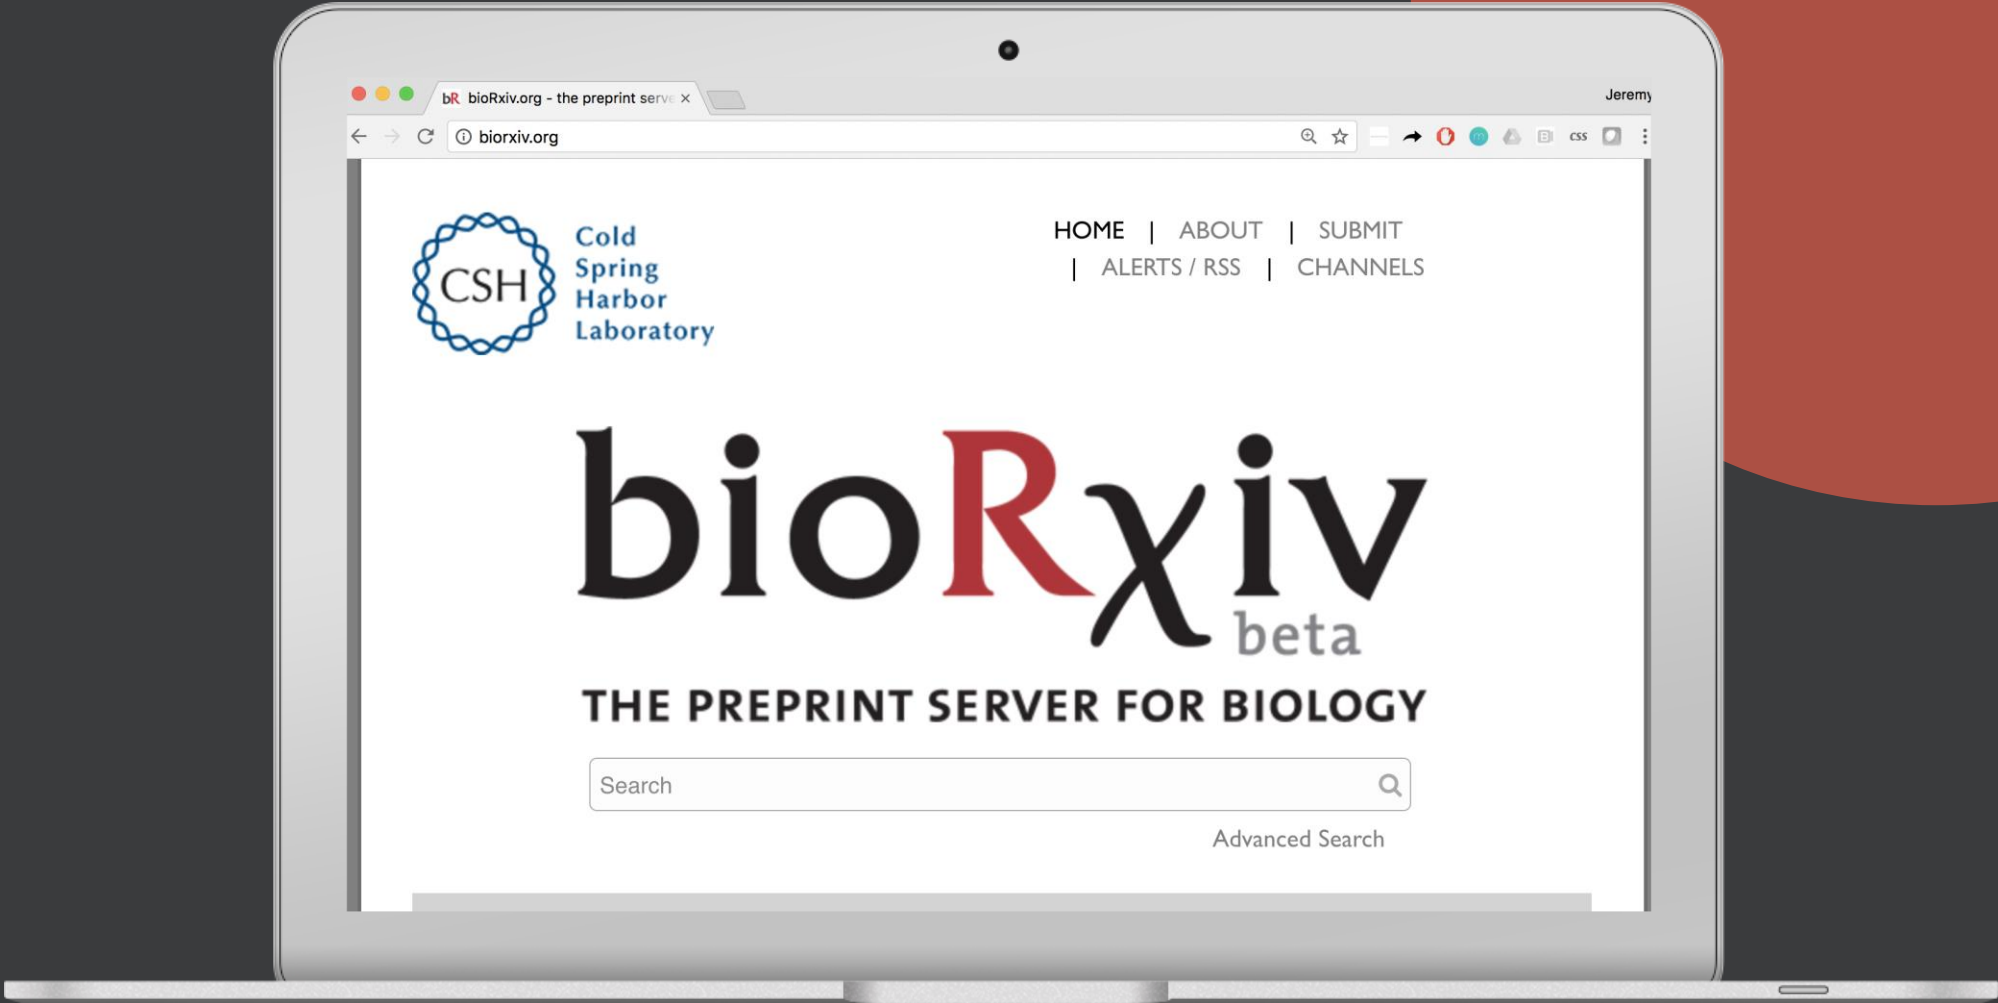 bR bioRxiv.org - the preprint serve
Jeremy
biorxiv.org
css
CSH
Cold
Spring
Harbor
Laboratory
HOME | ABOUT | SUBMIT
| ALERTS / RSS | CHANNELS
bioRxiv
beta
THE PREPRINT SERVER FOR BIOLOGY
Search
Advanced Search